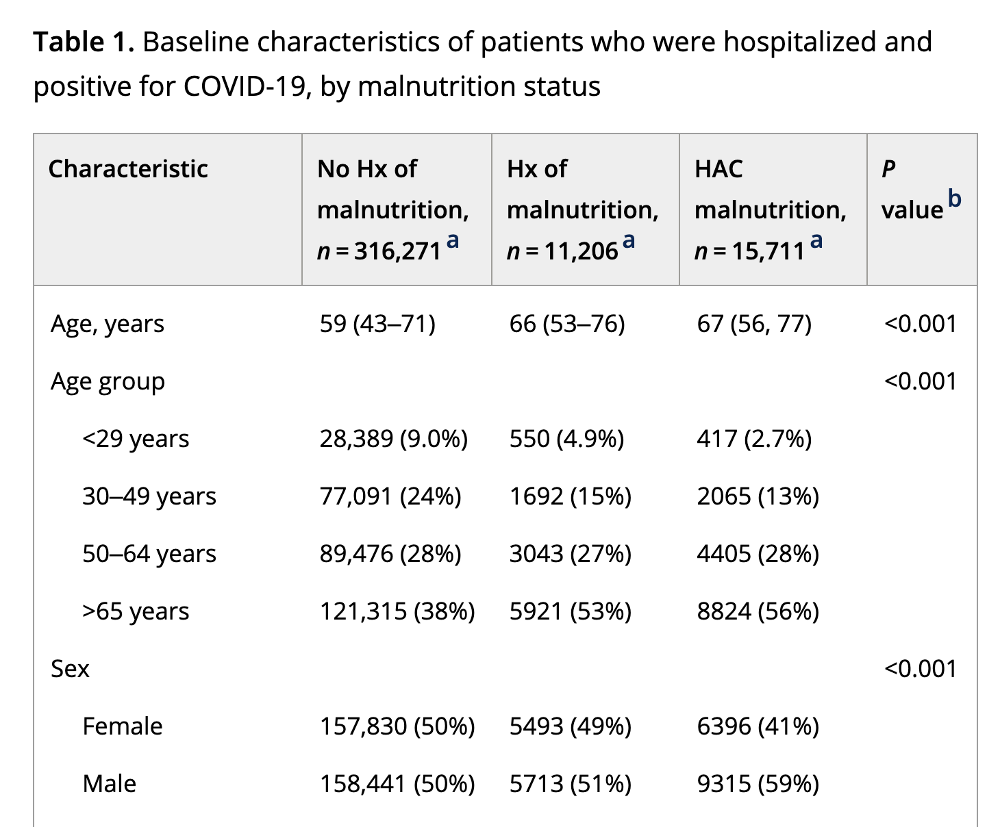 Table 1. Baseline characteristics of patients who were hospitalized and
positive for COVID-19, by malnutrition status
Characteristic No Hx of malnutrition, n = 316,271 a Hx of malnutrition, n = 11,206 a HAC malnutrition, n = 15,711 a P value b
Age, years 59 (43–71) 66 (53–76) 67 (56, 77) <0.001
Age group <0.001
<29 years 28,389 (9.0%) 550 (4.9%) 417 (2.7%)
30–49 years 77,091 (24%) 1692 (15%) 2065 (13%)
50–64 years 89,476 (28%) 3043 (27%) 4405 (28%)
>65 years 121,315 (38%) 5921 (53%) 8824 (56%)
Sex <0.001
Female 157,830 (50%) 5493 (49%) 6396 (41%)
Male 158,441 (50%) 5713 (51%) 9315 (59%)